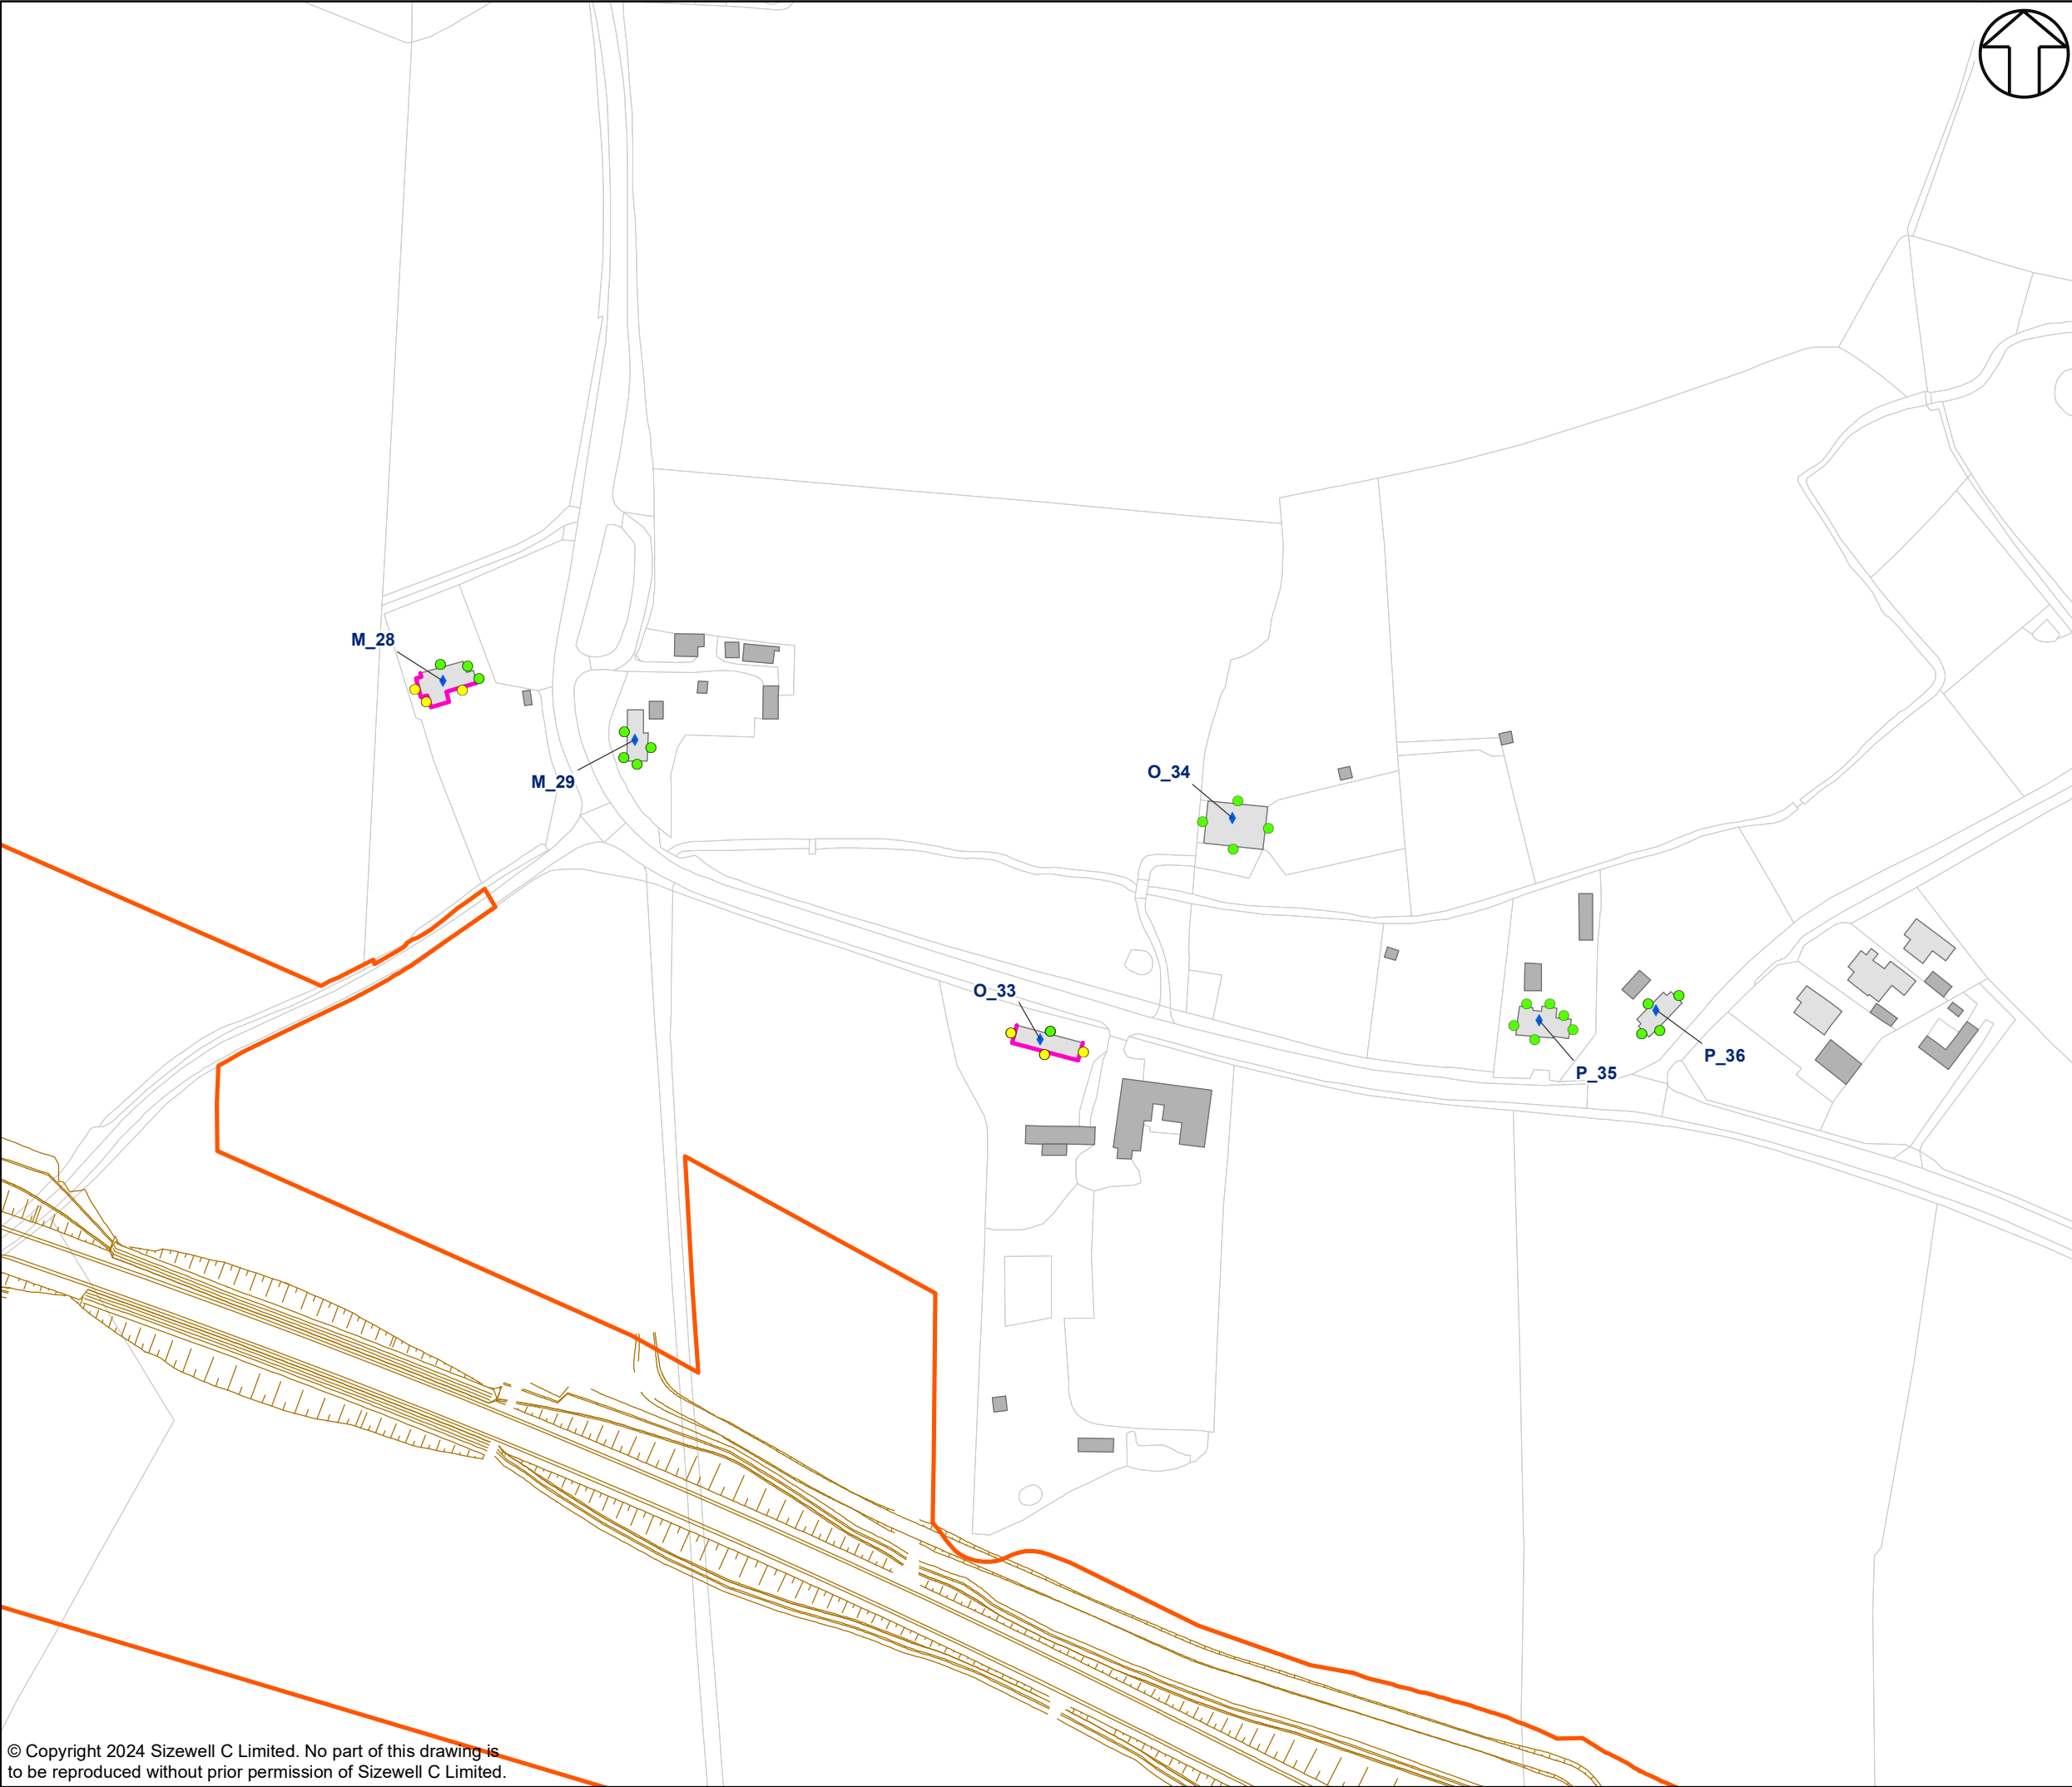 M_28
M_29
O_34
O_33
P_36
P_35
© Copyright 2024 Sizewell C Limited. No part of this drawing is
to be reproduced without prior permission of Sizewell C Limited.